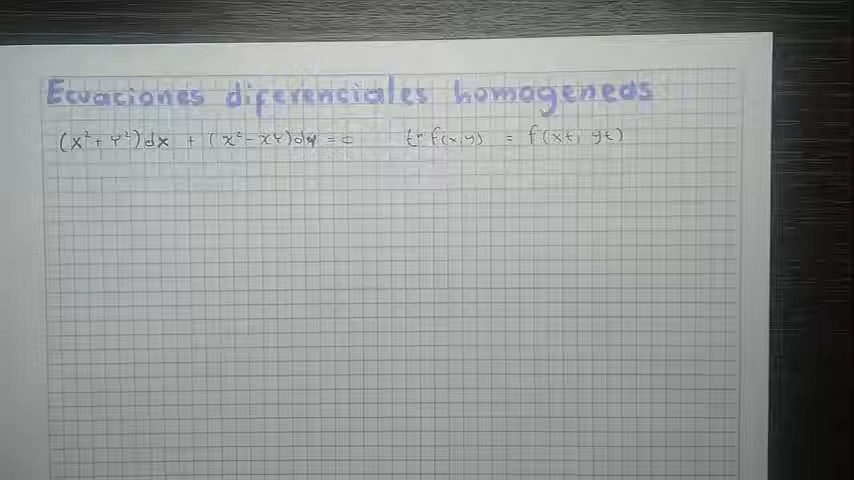 Ecuaciones diferenciales homogeneas
(x² + y²)dx + (x² - xy)dy = 0 tⁿ f(x,y) = f(xt, yt)